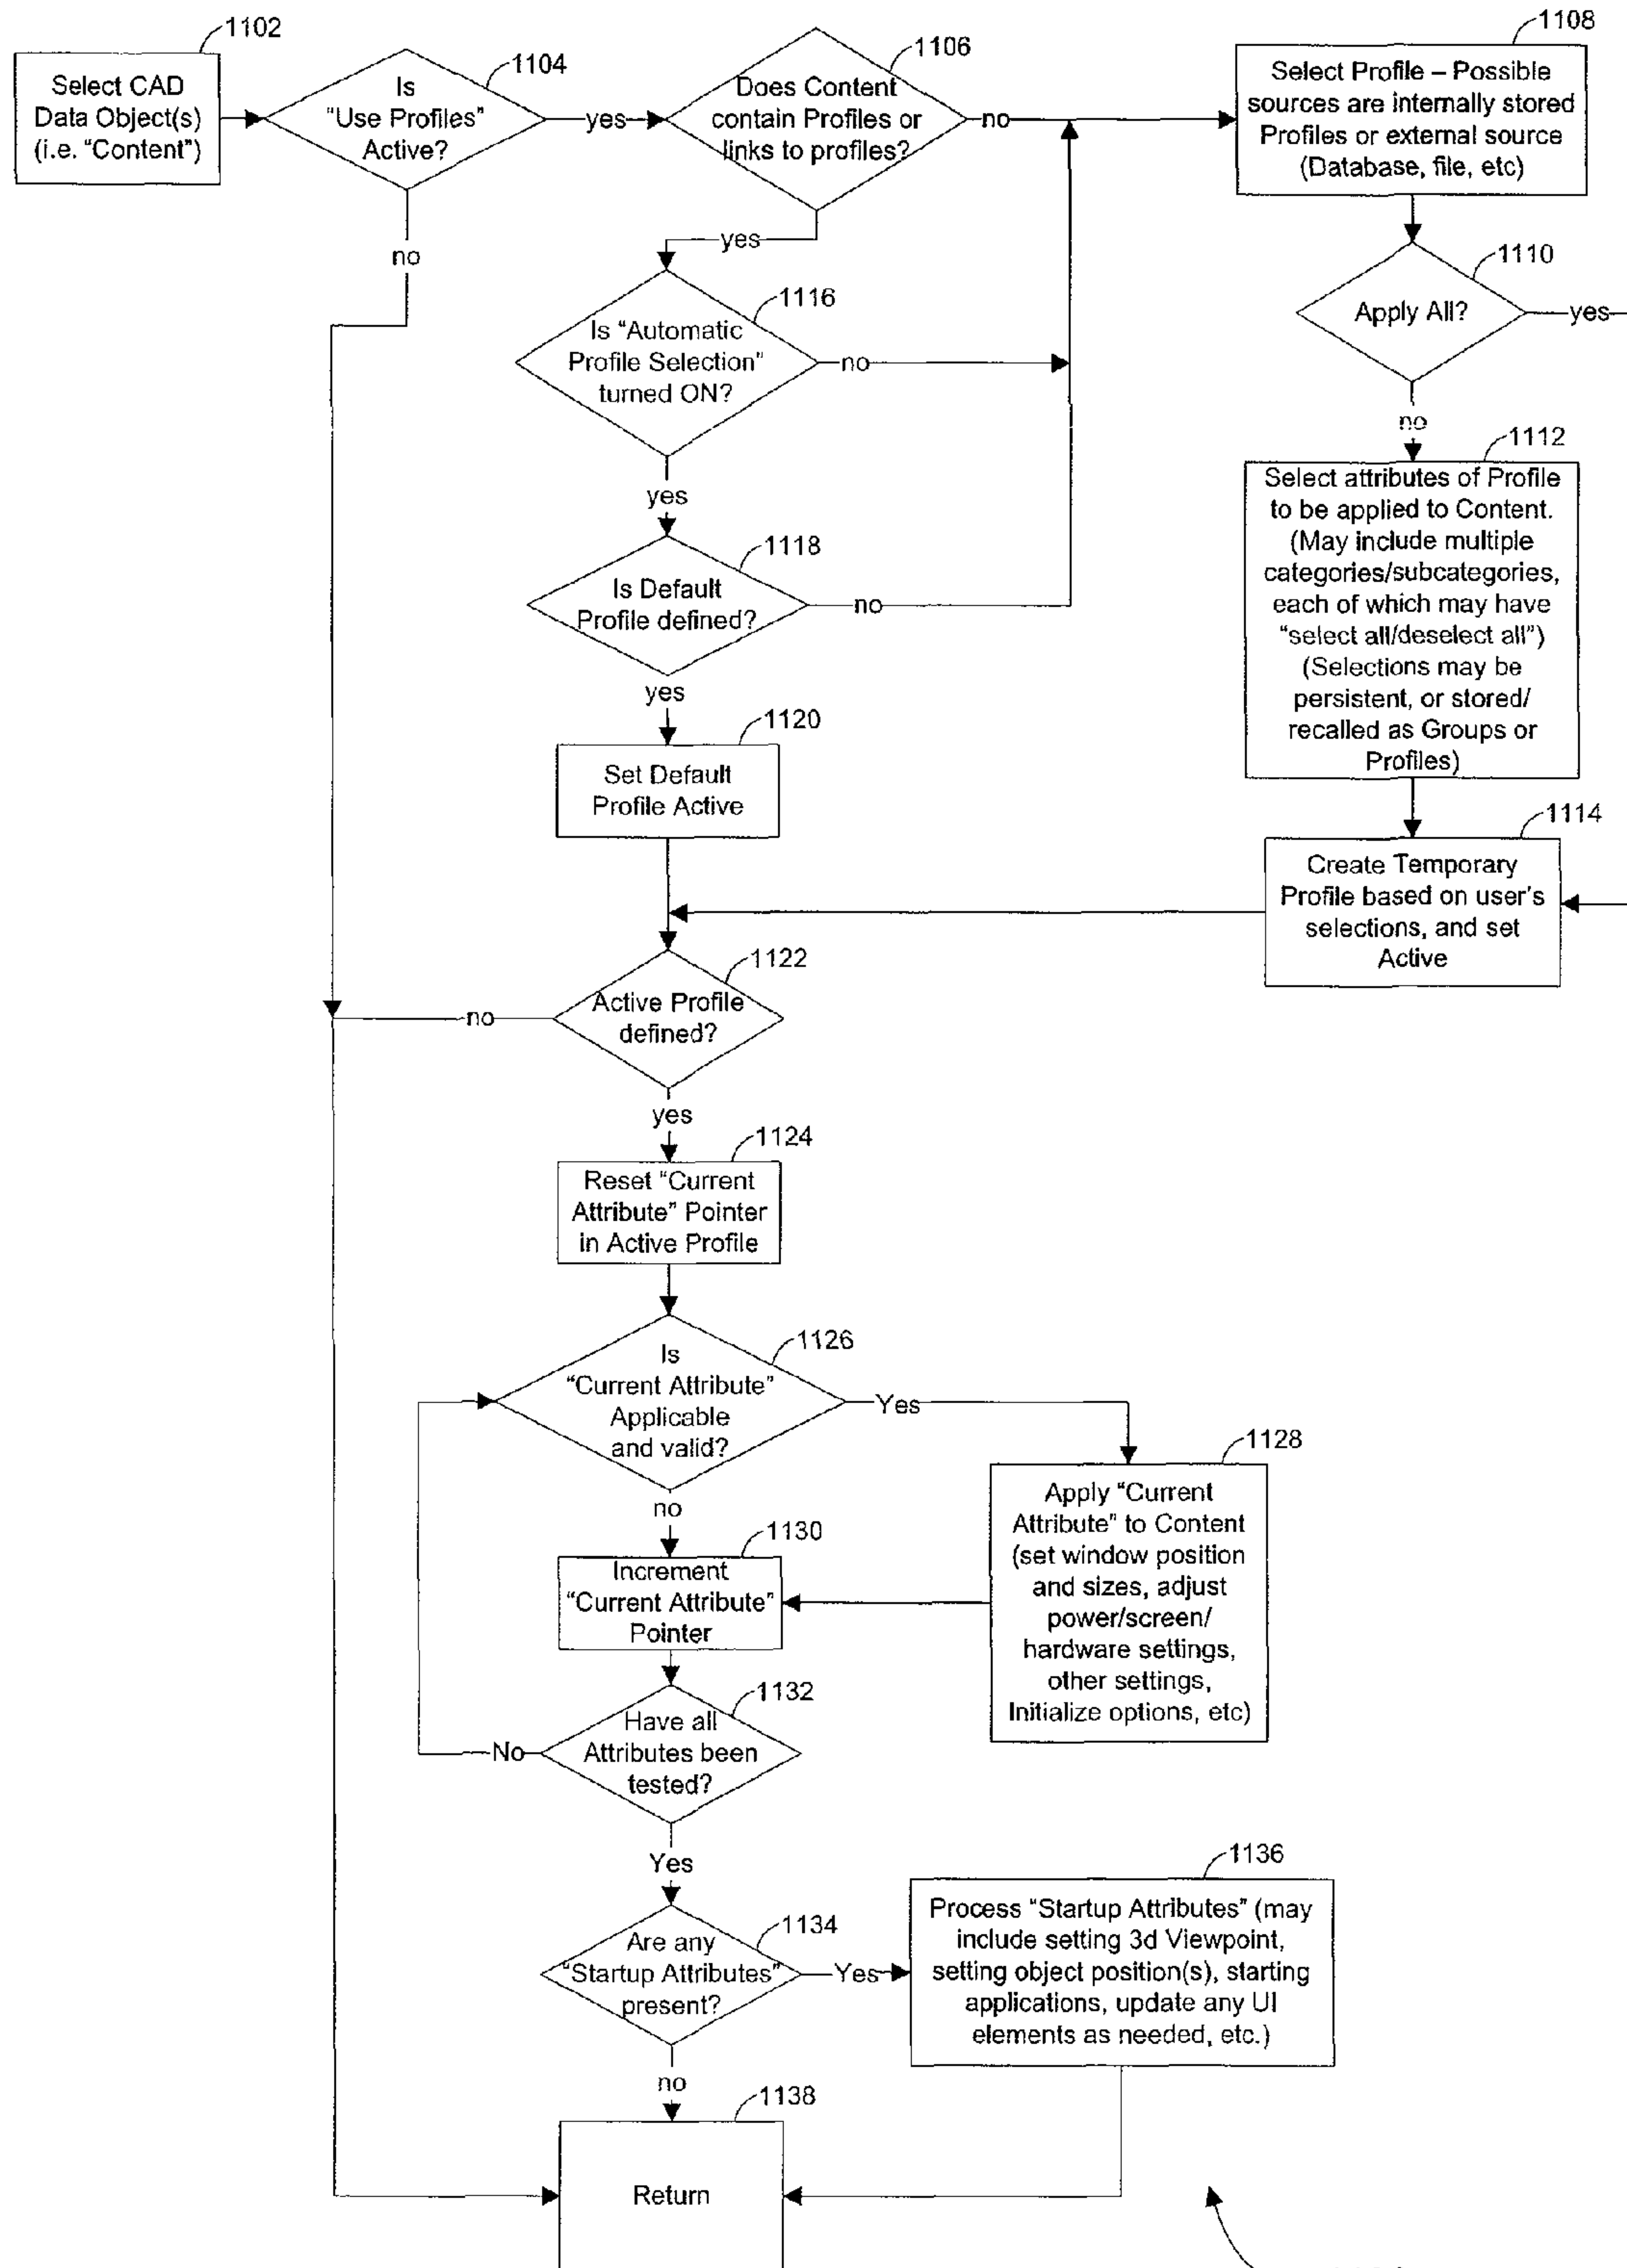 1102
Select CAD
Data Object(s)
(i.e. “Content”)
1104
Is
“Use Profiles”
Active?
yes
no
1106
Does Content
contain Profiles or
links to profiles?
no
yes
1108
Select Profile – Possible
sources are internally stored
Profiles or external source
(Database, file, etc)
1110
Apply All?
yes
no
1112
Select attributes of Profile
to be applied to Content.
(May include multiple
categories/subcategories,
each of which may have
“select all/deselect all”)
(Selections may be
persistent, or stored/
recalled as Groups or
Profiles)
1114
Create Temporary
Profile based on user’s
selections, and set
Active
1116
Is “Automatic
Profile Selection”
turned ON?
no
yes
1118
Is Default
Profile defined?
no
yes
1120
Set Default
Profile Active
1122
Active Profile
defined?
no
yes
1124
Reset “Current
Attribute” Pointer
in Active Profile
1126
Is
“Current Attribute”
Applicable
and valid?
Yes
no
1128
Apply “Current
Attribute” to Content
(set window position
and sizes, adjust
power/screen/
hardware settings,
other settings,
Initialize options, etc)
1130
Increment
“Current Attribute”
Pointer
1132
Have all
Attributes been
tested?
No
Yes
1134
Are any
“Startup Attributes”
present?
Yes
no
1136
Process “Startup Attributes” (may
include setting 3d Viewpoint,
setting object position(s), starting
applications, update any UI
elements as needed, etc.)
1138
Return